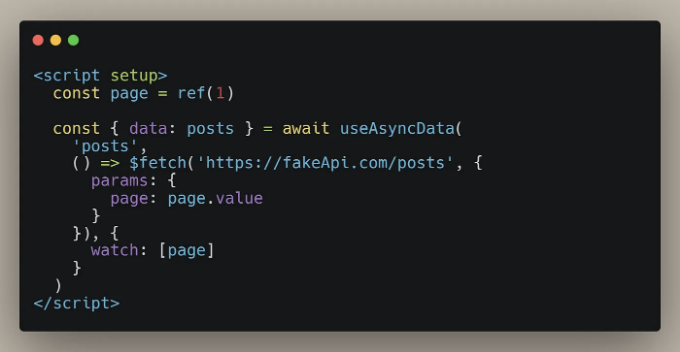 <script setup>
  const page = ref(1)

  const { data: posts } = await useAsyncData(
    'posts',
    () => $fetch('https://fakeApi.com/posts', {
      params: {
        page: page.value
      }
    }), {
      watch: [page]
    }
  )
</script>